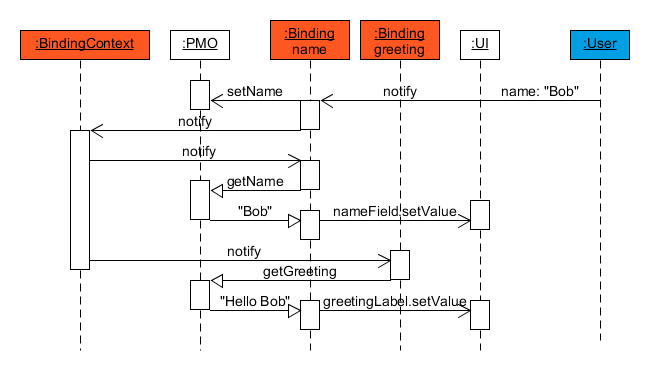 :BindingContext
:PMO
:Binding
name
:Binding
greeting
:UI
:User
setName
notify
name: "Bob"
notify
notify
getName
"Bob"
nameField.setValue
notify
getGreeting
"Hello Bob"
greetingLabel.setValue